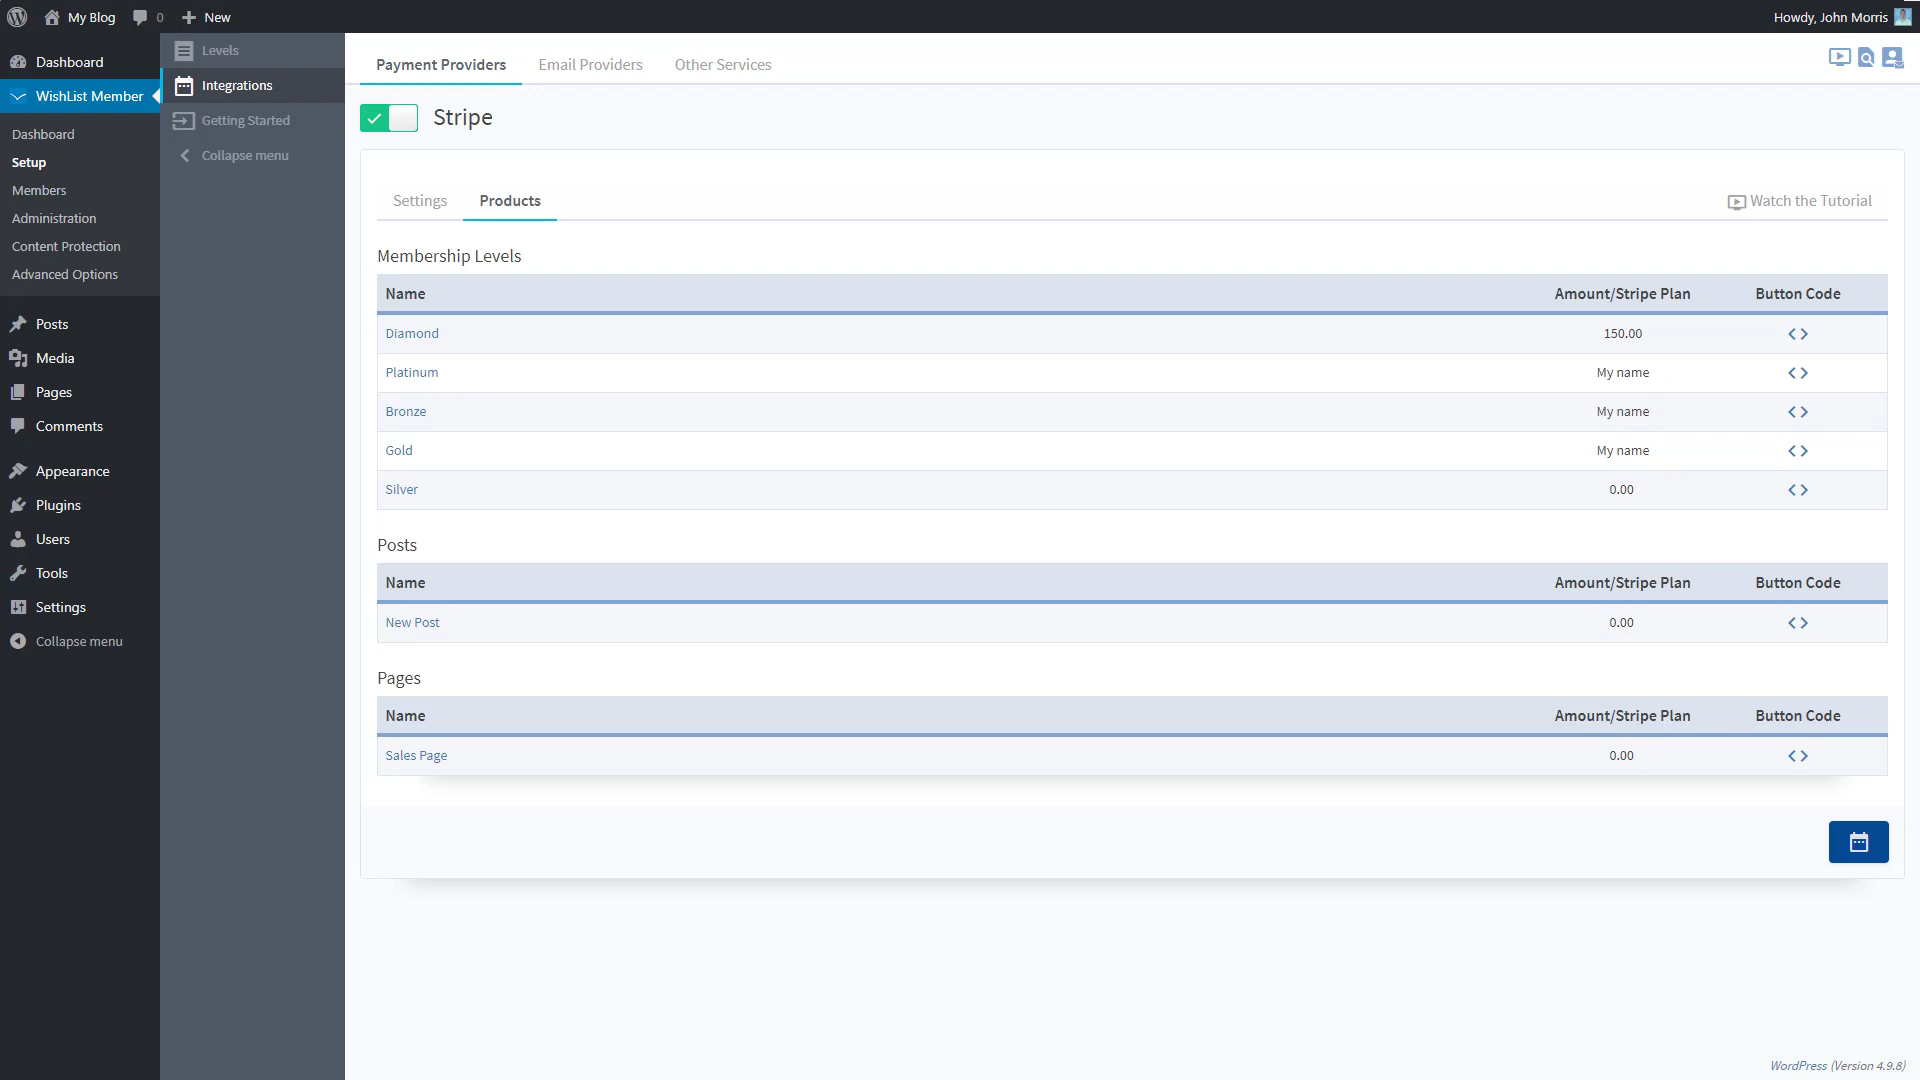 My Blog
0
New
Howdy, John Morris
Dashboard
WishList Member
Dashboard
Setup
Members
Administration
Content Protection
Advanced Options
Posts
Media
Pages
Comments
Appearance
Plugins
Users
Tools
Settings
Collapse menu
Levels
Integrations
Getting Started
Collapse menu
Payment Providers
Email Providers
Other Services
Stripe
Settings
Products
Watch the Tutorial
Membership Levels
Name Amount/Stripe Plan Button Code
Diamond 150.00
Platinum My name
Bronze My name
Gold My name
Silver 0.00
Posts
Name Amount/Stripe Plan Button Code
New Post 0.00
Pages
Name Amount/Stripe Plan Button Code
Sales Page 0.00
WordPress (Version 4.9.8)